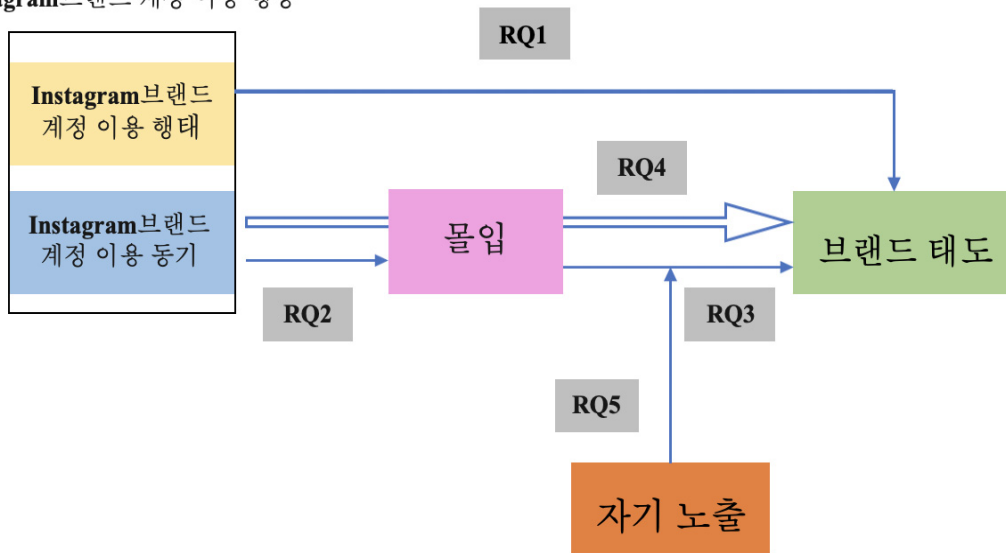 RQ1
Instagram브랜드
계정 이용 행태
RQ4
Instagram브랜드
계정 이용 동기
몰입
브랜드 태도
RQ2
RQ3
RQ5
자기 노출